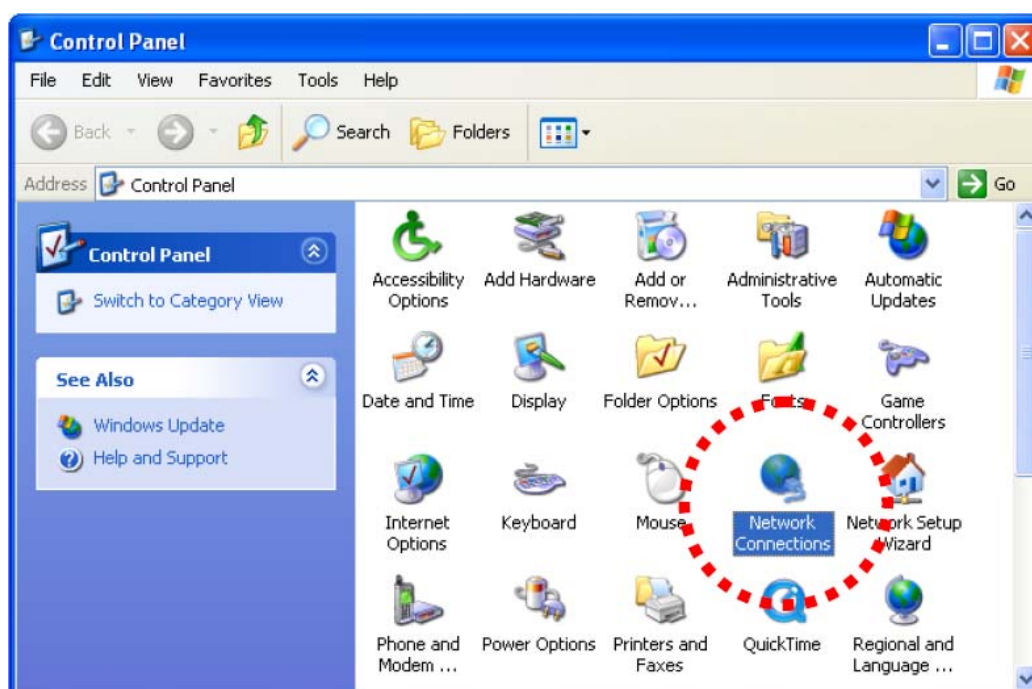 Control Panel
File Edit View Favorites Tools Help
Back Search Folders
Address Control Panel Go
Control Panel
Switch to Category View
See Also
Windows Update
Help and Support
Accessibility Options
Add Hardware
Add or Remov...
Administrative Tools
Automatic Updates
Date and Time
Display
Folder Options
Fonts
Game Controllers
Internet Options
Keyboard
Mouse
Network Connections
Network Setup Wizard
Phone and Modem ...
Power Options
Printers and Faxes
QuickTime
Regional and Language ...